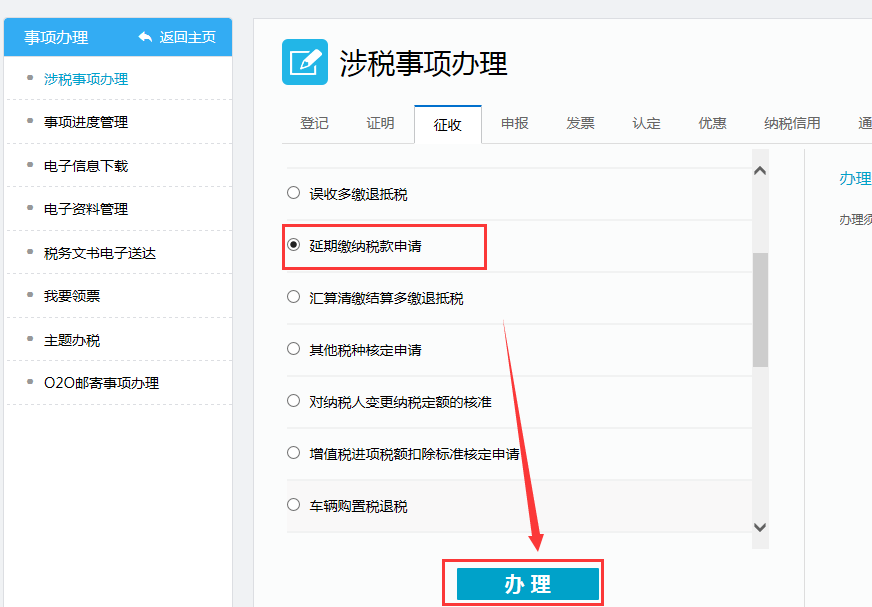 事项办理
返回主页
涉税事项办理
事项进度管理
电子信息下载
电子资料管理
税务文书电子送达
我要领票
主题办税
O2O邮寄事项办理
涉税事项办理
登记 证明 征收 申报 发票 认定 优惠 纳税信用 通
误收多缴退抵税
延期缴纳税款申请
汇算清缴结算多缴退抵税
其他税种核定申请
对纳税人变更纳税定额的核准
增值税进项税额扣除标准核定申请
车辆购置税退税
办 理
办理
办理须